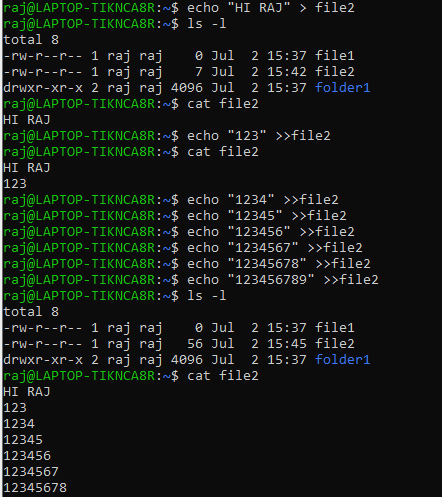 raj@LAPTOP-TIKNCA8R:~$ echo "HI RAJ" > file2
raj@LAPTOP-TIKNCA8R:~$ ls -l
total 8
-rw-r--r-- 1 raj raj    0 Jul  2 15:37 file1
-rw-r--r-- 1 raj raj    7 Jul  2 15:42 file2
drwxr-xr-x 2 raj raj 4096 Jul  2 15:37 folder1
raj@LAPTOP-TIKNCA8R:~$ cat file2
HI RAJ
raj@LAPTOP-TIKNCA8R:~$ echo "123" >>file2
raj@LAPTOP-TIKNCA8R:~$ cat file2
HI RAJ
123
raj@LAPTOP-TIKNCA8R:~$ echo "1234" >>file2
raj@LAPTOP-TIKNCA8R:~$ echo "12345" >>file2
raj@LAPTOP-TIKNCA8R:~$ echo "123456" >>file2
raj@LAPTOP-TIKNCA8R:~$ echo "1234567" >>file2
raj@LAPTOP-TIKNCA8R:~$ echo "12345678" >>file2
raj@LAPTOP-TIKNCA8R:~$ echo "123456789" >>file2
raj@LAPTOP-TIKNCA8R:~$ ls -l
total 8
-rw-r--r-- 1 raj raj    0 Jul  2 15:37 file1
-rw-r--r-- 1 raj raj   56 Jul  2 15:45 file2
drwxr-xr-x 2 raj raj 4096 Jul  2 15:37 folder1
raj@LAPTOP-TIKNCA8R:~$ cat file2
HI RAJ
123
1234
12345
123456
1234567
12345678